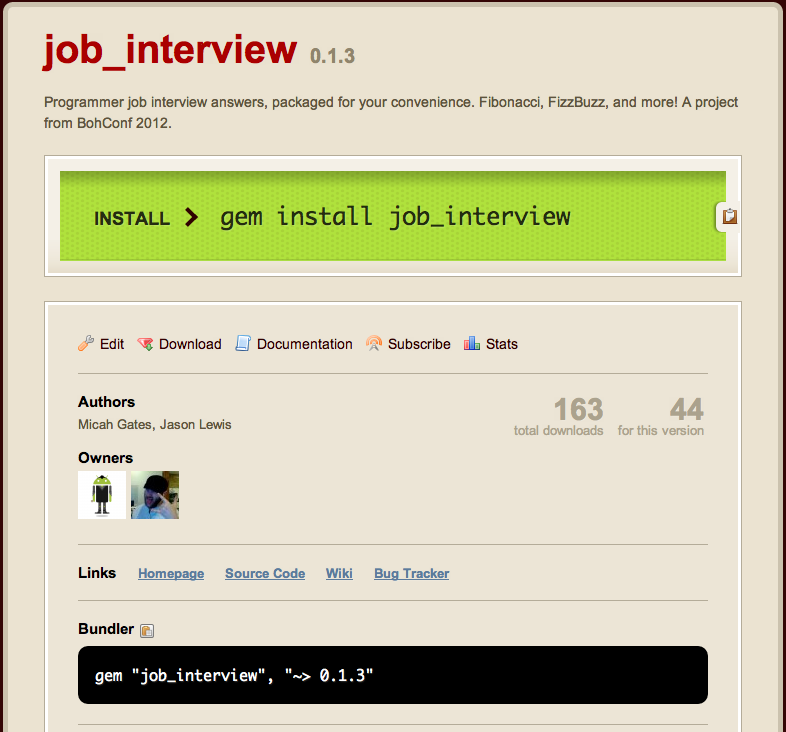 job_interview 0.1.3
Programmer job interview answers, packaged for your convenience. Fibonacci, FizzBuzz, and more! A project
from BohConf 2012.
INSTALL gem install job_interview
Edit Download Documentation Subscribe Stats
Authors
Micah Gates, Jason Lewis
163 44
total downloads for this version
Owners
Links Homepage Source Code Wiki Bug Tracker
Bundler
gem "job_interview", "~> 0.1.3"